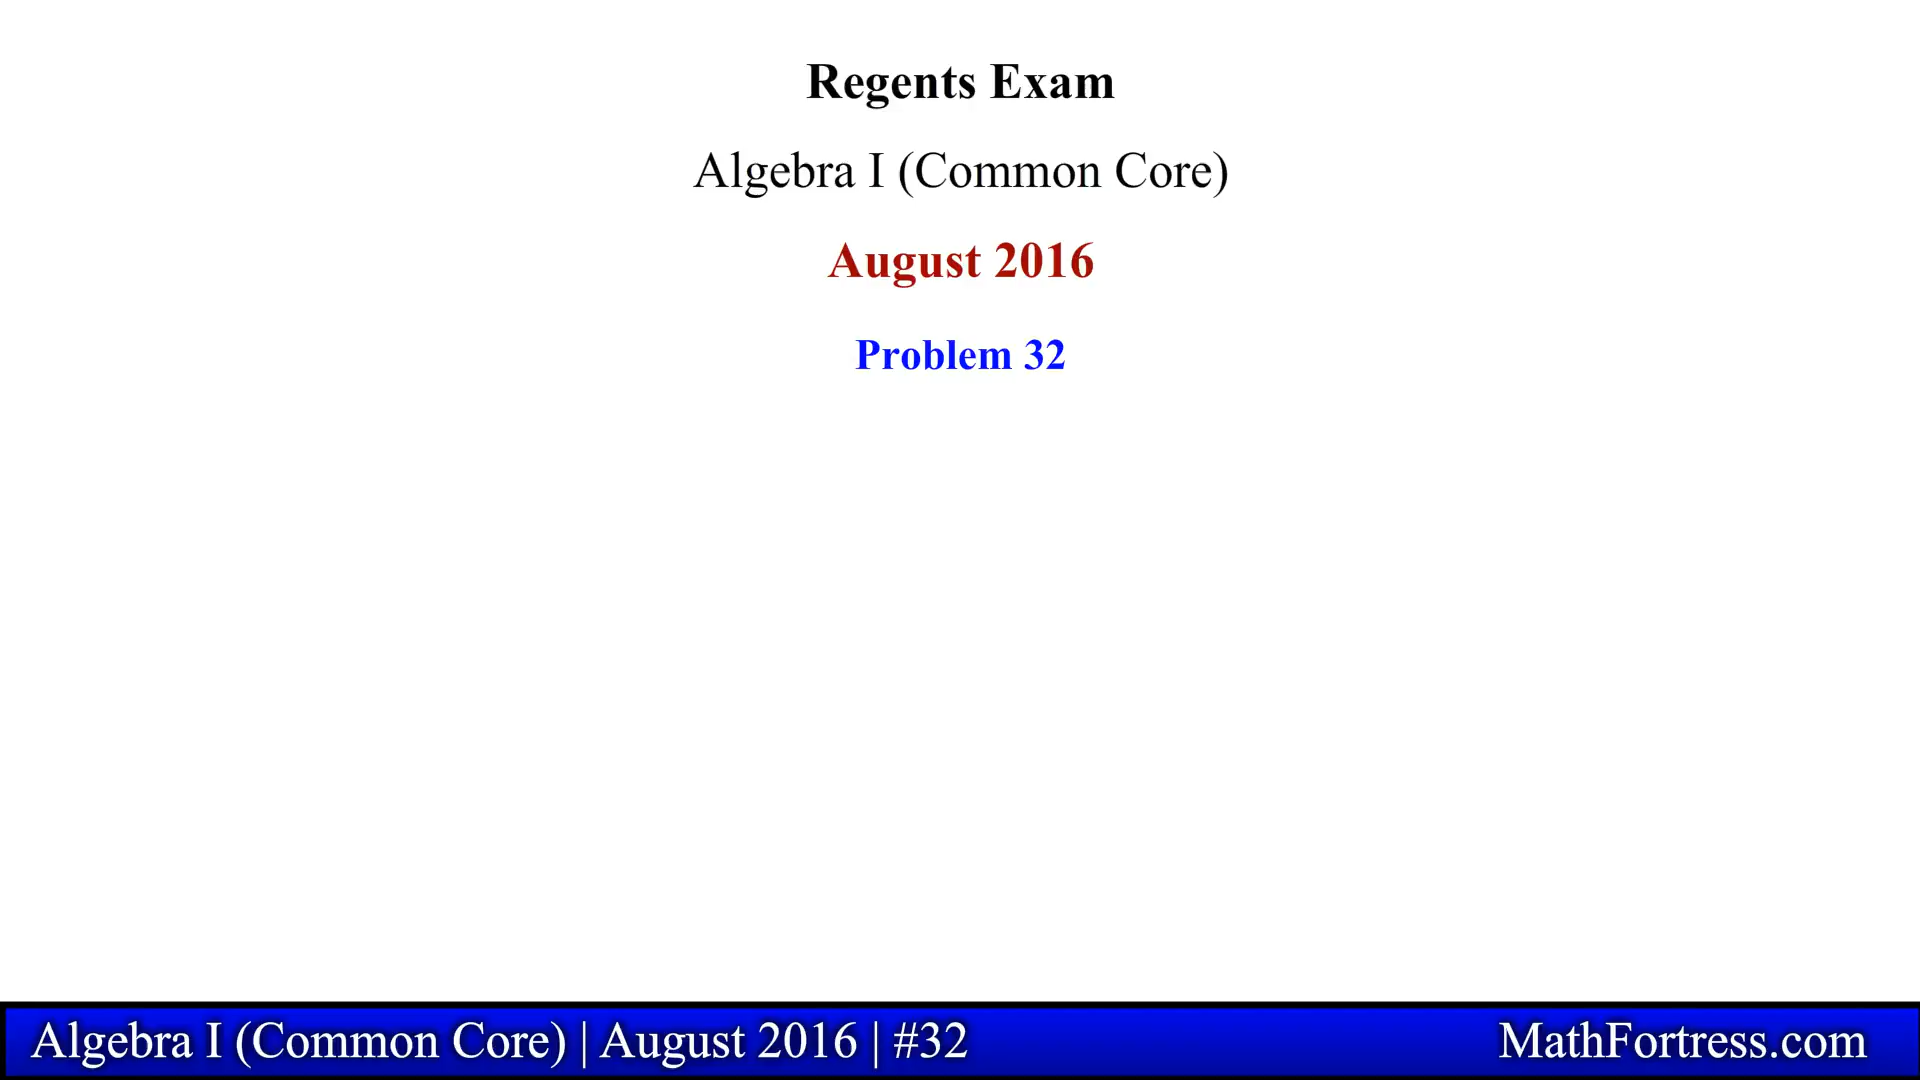 Regents Exam
Algebra I (Common Core)
August 2016
Problem 32
Algebra I (Common Core) | August 2016 | #32
MathFortress.com